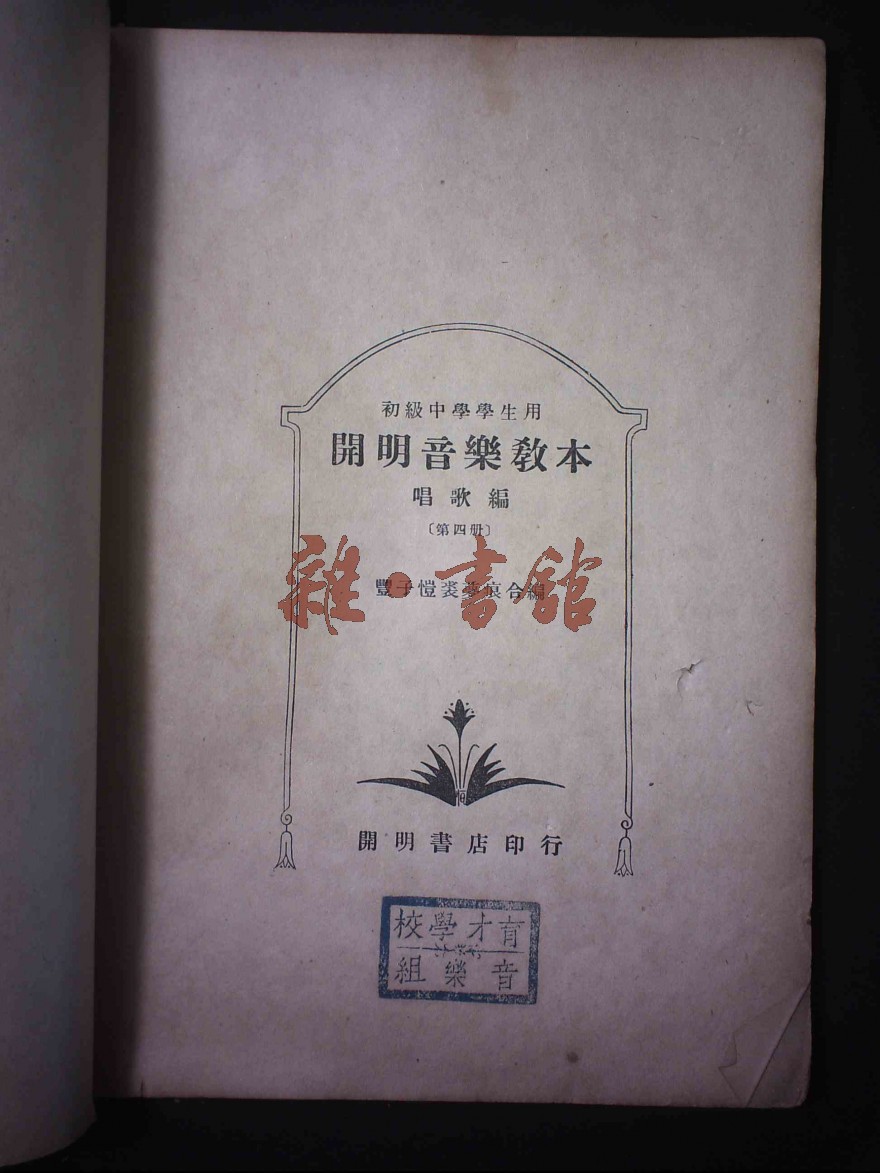 初級中學學生用
開明音樂教本
唱歌編
〔第四册〕
豐子愷裘夢痕合編
雜·書館
開明書店印行
育才學校
音樂組